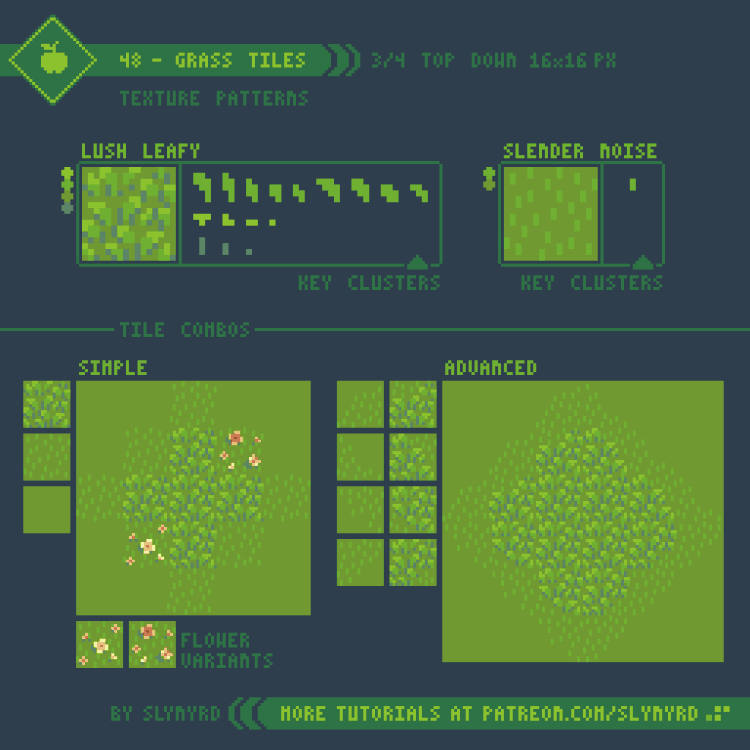 48 - GRASS TILES 3/4 TOP DOWN 16x16 PX
TEXTURE PATTERNS
LUSH LEAFY
SLENDER NOISE
KEY CLUSTERS
KEY CLUSTERS
TILE COMBOS
SIMPLE
ADVANCED
FLOWER
VARIANTS
BY SLYNYRD
MORE TUTORIALS AT PATREON.COM/SLYNYRD